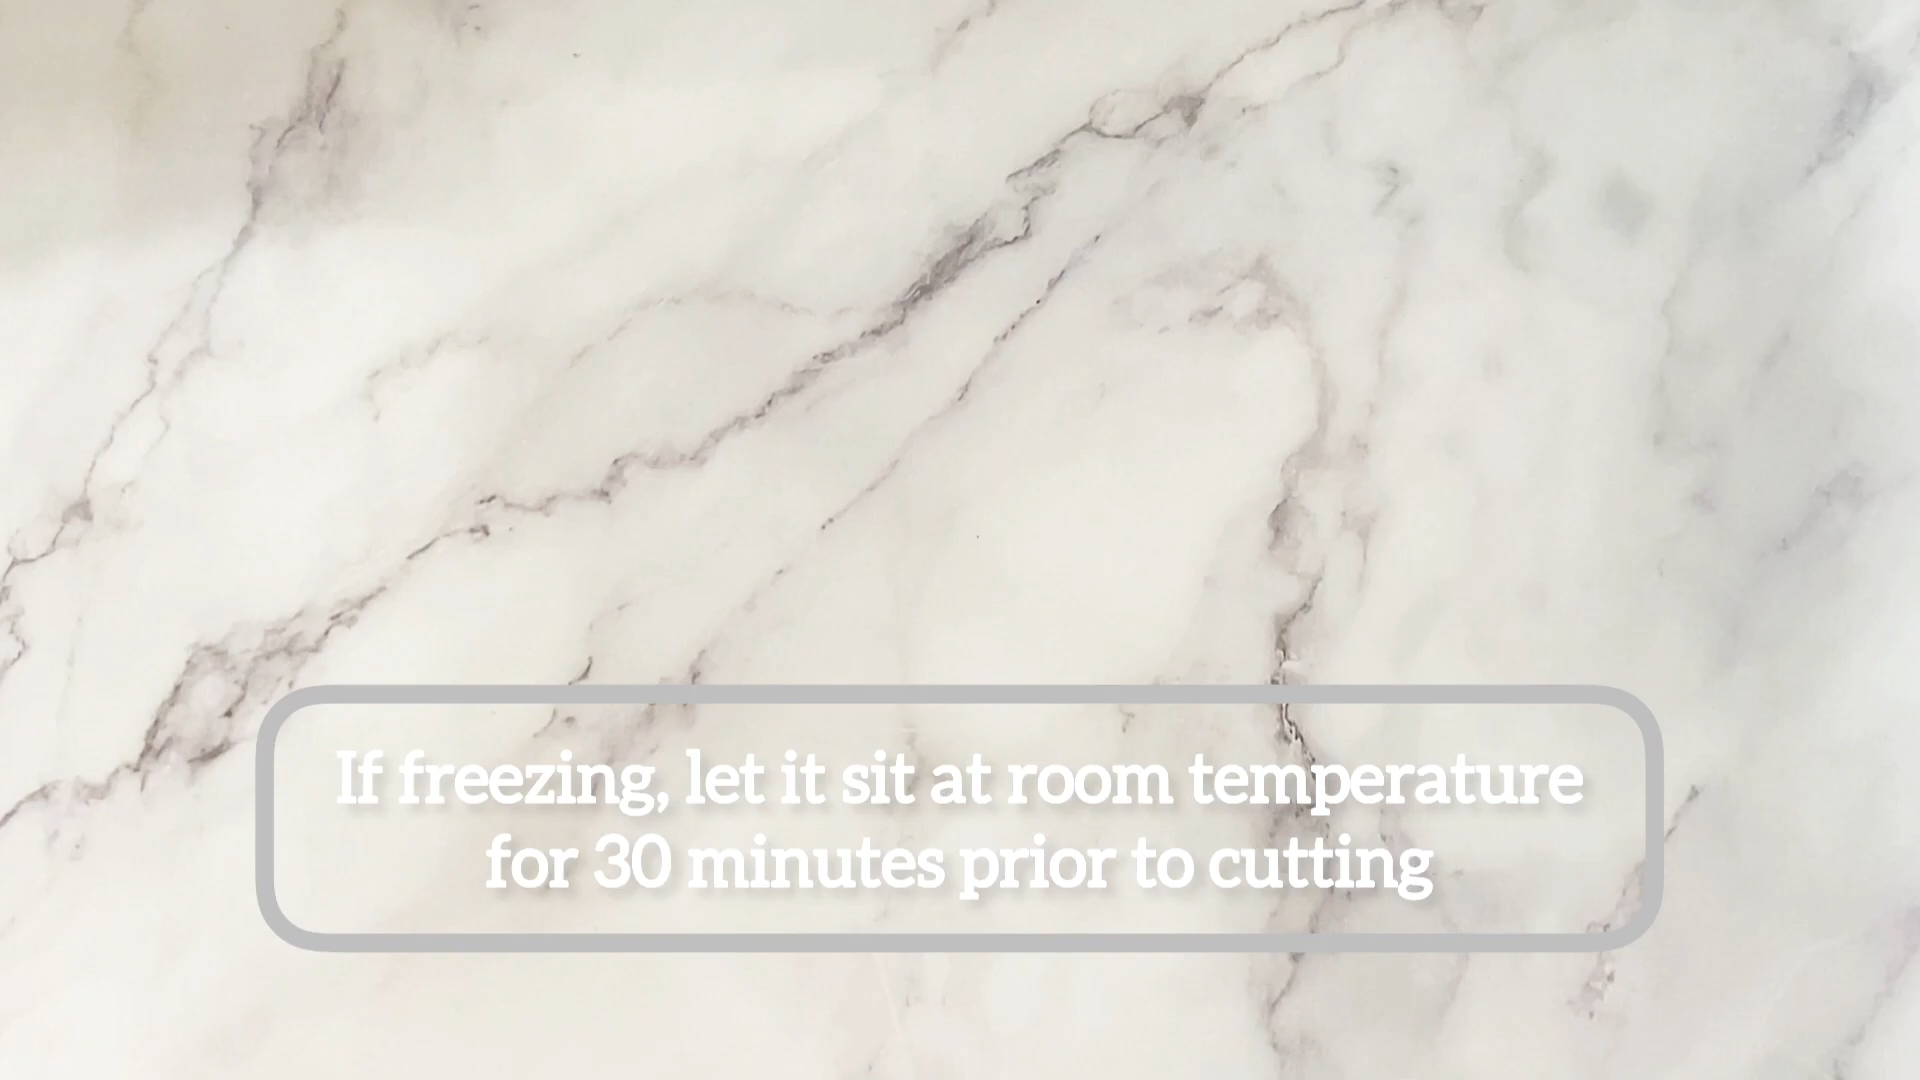 If freezing, let it sit at room temperature
for 30 minutes prior to cutting